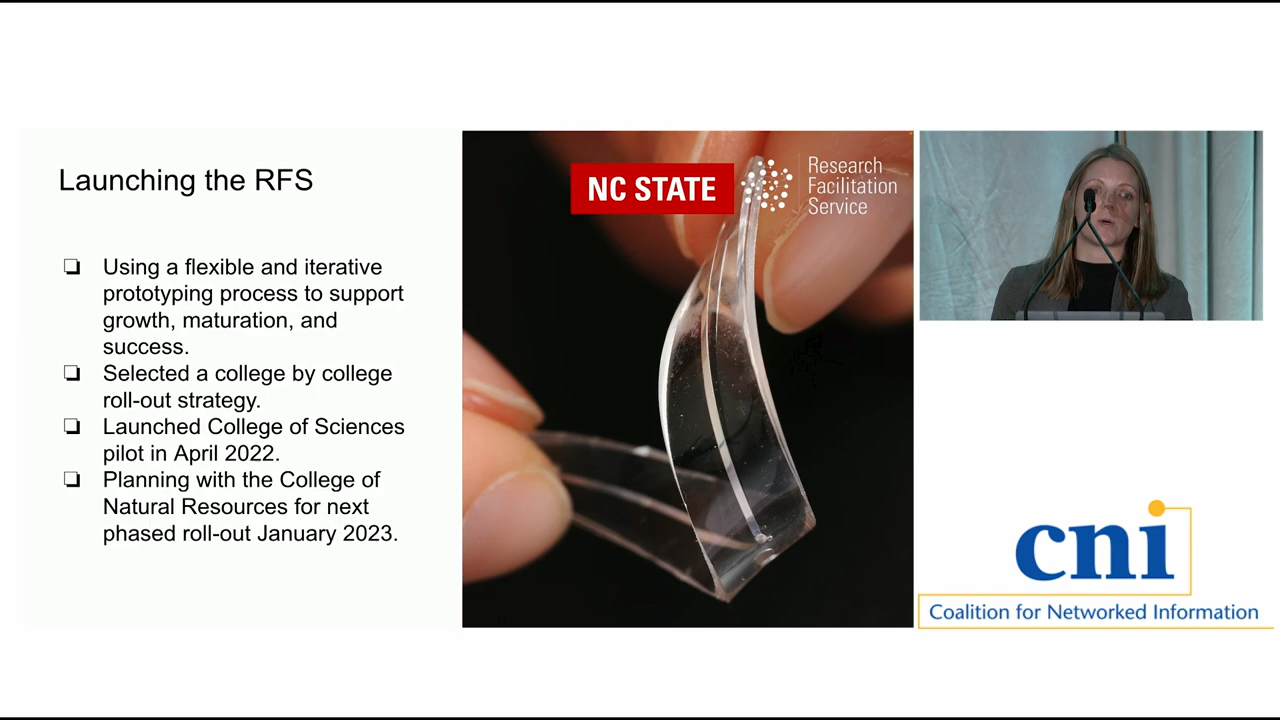 Launching the RFS
❏ Using a flexible and iterative
prototyping process to support
growth, maturation, and
success.
❏ Selected a college by college
roll-out strategy.
❏ Launched College of Sciences
pilot in April 2022.
❏ Planning with the College of
Natural Resources for next
phased roll-out January 2023.
NC STATE
Research
Facilitation
Service
cni
Coalition for Networked Information